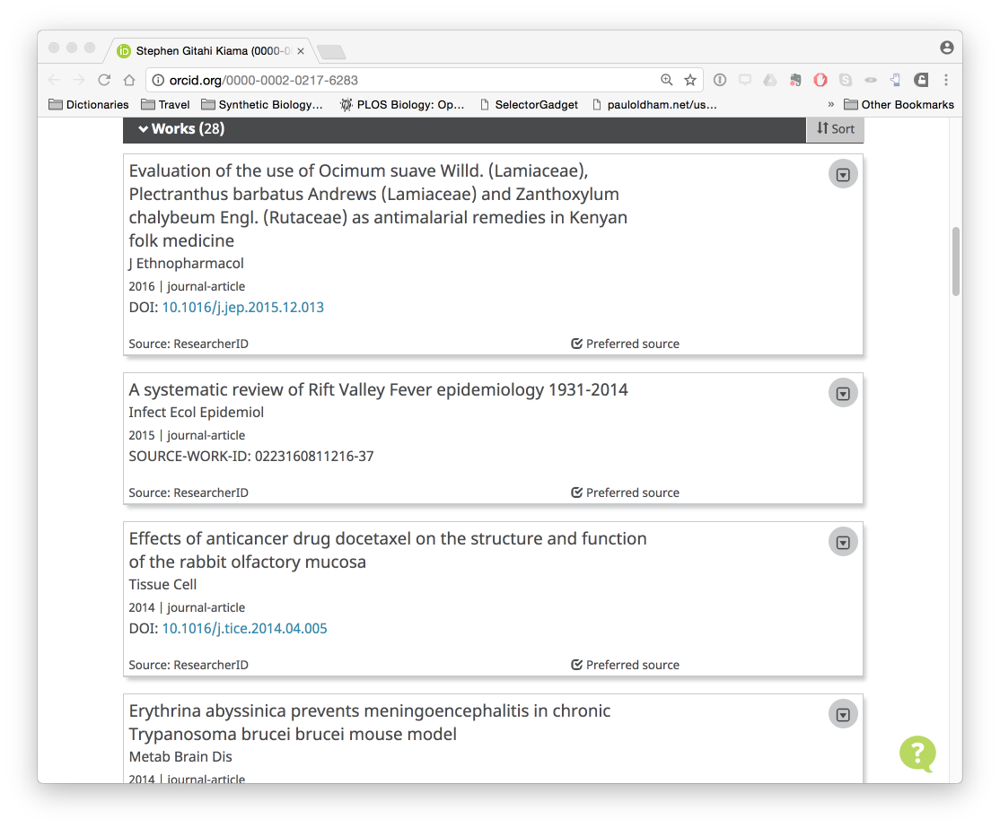 Stephen Gitahi Kiama (0000-0
orcid.org/0000-0002-0217-6283
Dictionaries Travel Synthetic Biology... PLOS Biology: Op... SelectorGadget pauloldham.net/us... » Other Bookmarks
Works (28) Sort
Evaluation of the use of Ocimum suave Willd. (Lamiaceae),
Plectranthus barbatus Andrews (Lamiaceae) and Zanthoxylum
chalybeum Engl. (Rutaceae) as antimalarial remedies in Kenyan
folk medicine
J Ethnopharmacol
2016 | journal-article
DOI: 10.1016/j.jep.2015.12.013
Source: ResearcherID Preferred source
A systematic review of Rift Valley Fever epidemiology 1931-2014
Infect Ecol Epidemiol
2015 | journal-article
SOURCE-WORK-ID: 0223160811216-37
Source: ResearcherID Preferred source
Effects of anticancer drug docetaxel on the structure and function
of the rabbit olfactory mucosa
Tissue Cell
2014 | journal-article
DOI: 10.1016/j.tice.2014.04.005
Source: ResearcherID Preferred source
Erythrina abyssinica prevents meningoencephalitis in chronic
Trypanosoma brucei brucei mouse model
Metab Brain Dis
2014 | journal-article
?